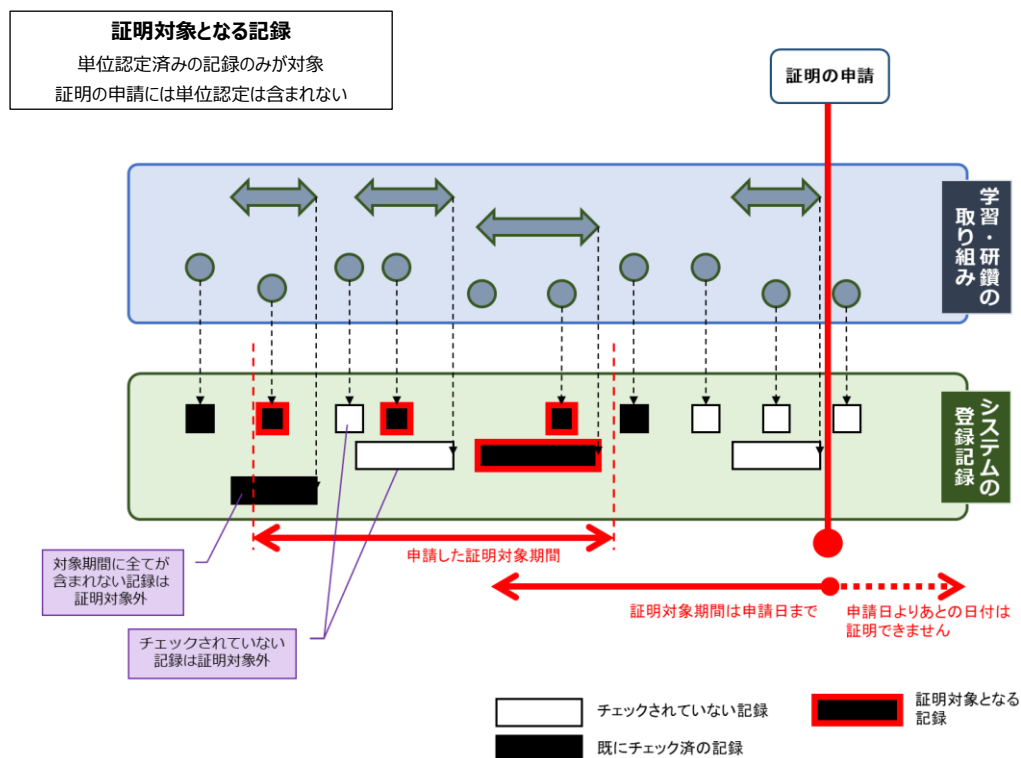 証明対象となる記録
単位認定済みの記録のみが対象
証明の申請には単位認定は含まれない
証明の申請
学習・研鑽の
取り組み
システムの
登録記録
申請した証明対象期間
対象期間に全てが
含まれない記録は
証明対象外
チェックされていない
記録は証明対象外
証明対象期間は申請日まで
申請日よりあとの日付は
証明できません
チェックされていない記録
証明対象となる
記録
既にチェック済の記録